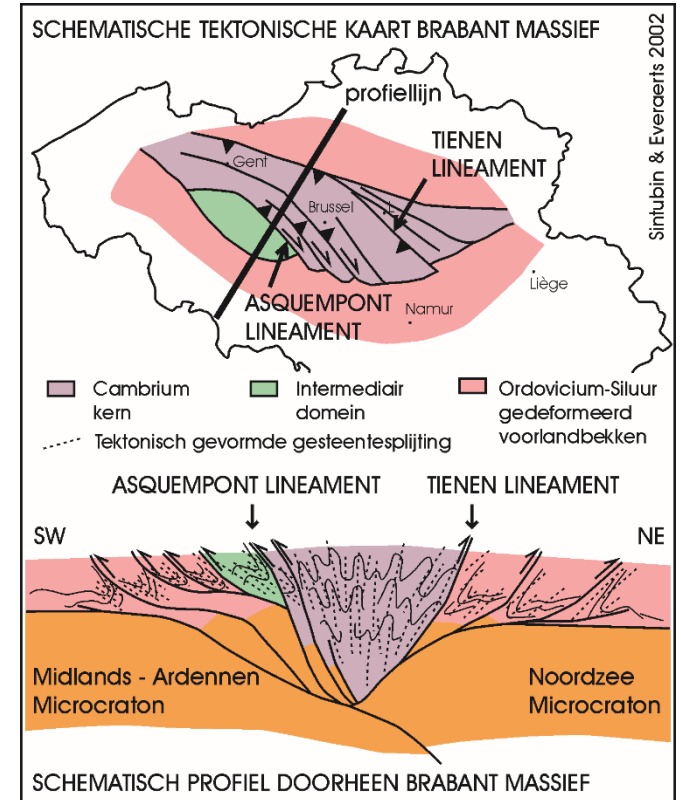 SCHEMATISCHE TEKTONISCHE KAART BRABANT MASSIEF
Sintubin & Everaerts 2002
profiellijn
TIENEN
LINEAMENT
Gent
Brussel
L
Liège
ASQUEMPONT
LINEAMENT
Namur
Cambrium
kern
Intermediair
domein
Ordovicium-Siluur
gedeformeerd
voorlandbekken
Tektonisch gevormde gesteentesplijting
ASQUEMPONT LINEAMENT
TIENEN LINEAMENT
SW
NE
Midlands - Ardennen
Microcraton
Noordzee
Microcraton
SCHEMATISCH PROFIEL DOORHEEN BRABANT MASSIEF